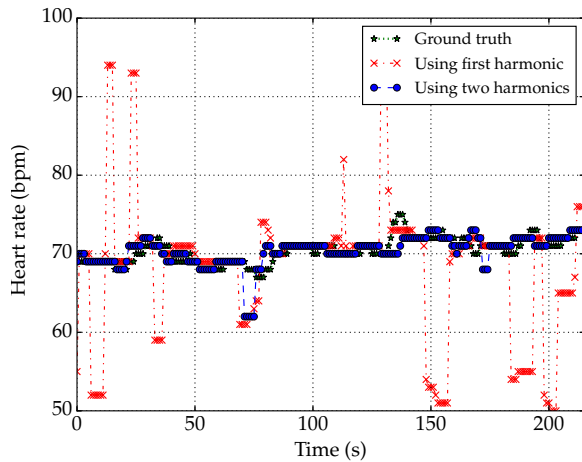 100
90
80
70
60
50
0
50
100
150
200
Heart rate (bpm)
Time (s)
Ground truth
Using first harmonic
Using two harmonics